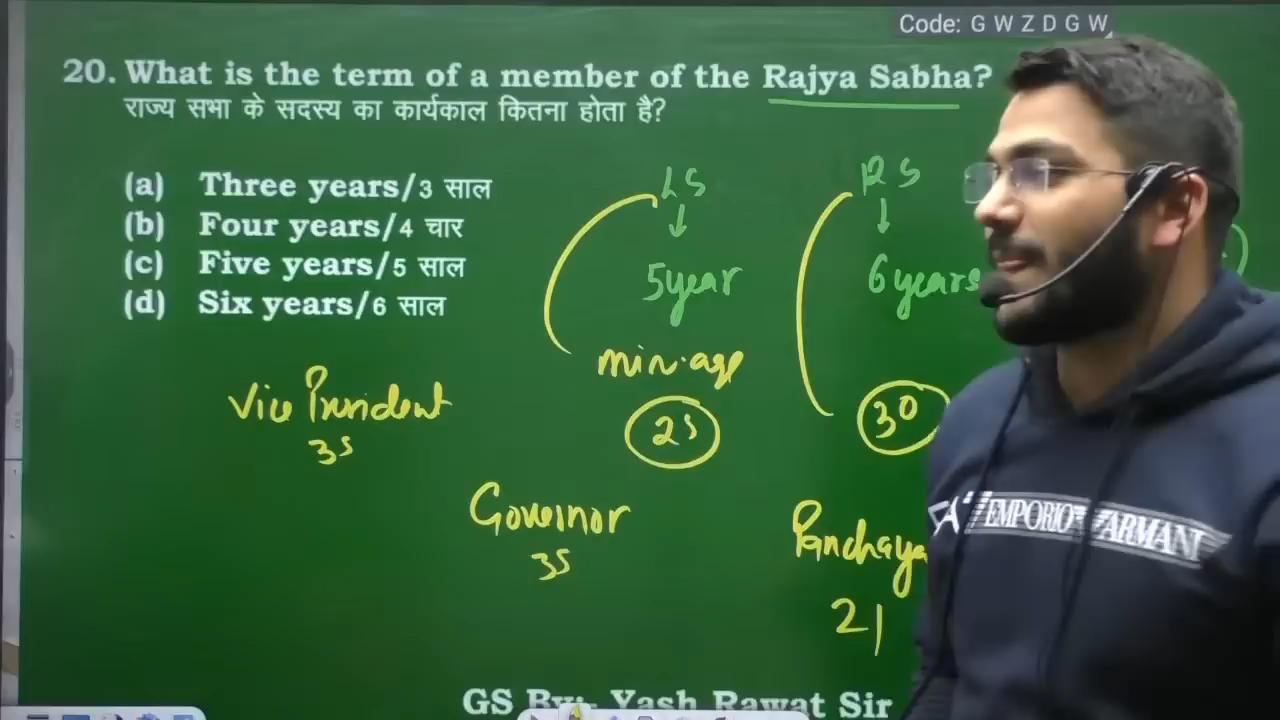 Code: G W Z D G W
20. What is the term of a member of the Rajya Sabha?
राज्य सभा के सदस्य का कार्यकाल कितना होता है?
(a) Three years/3 साल
(b) Four years/4 चार
(c) Five years/5 साल
(d) Six years/6 साल
LS
RS
5year
6years
min.age
25
30
Vice President
35
Governor
35
Panchaya
21
EMPORIO ARMANI
GS By:- Yash Rawat Sir